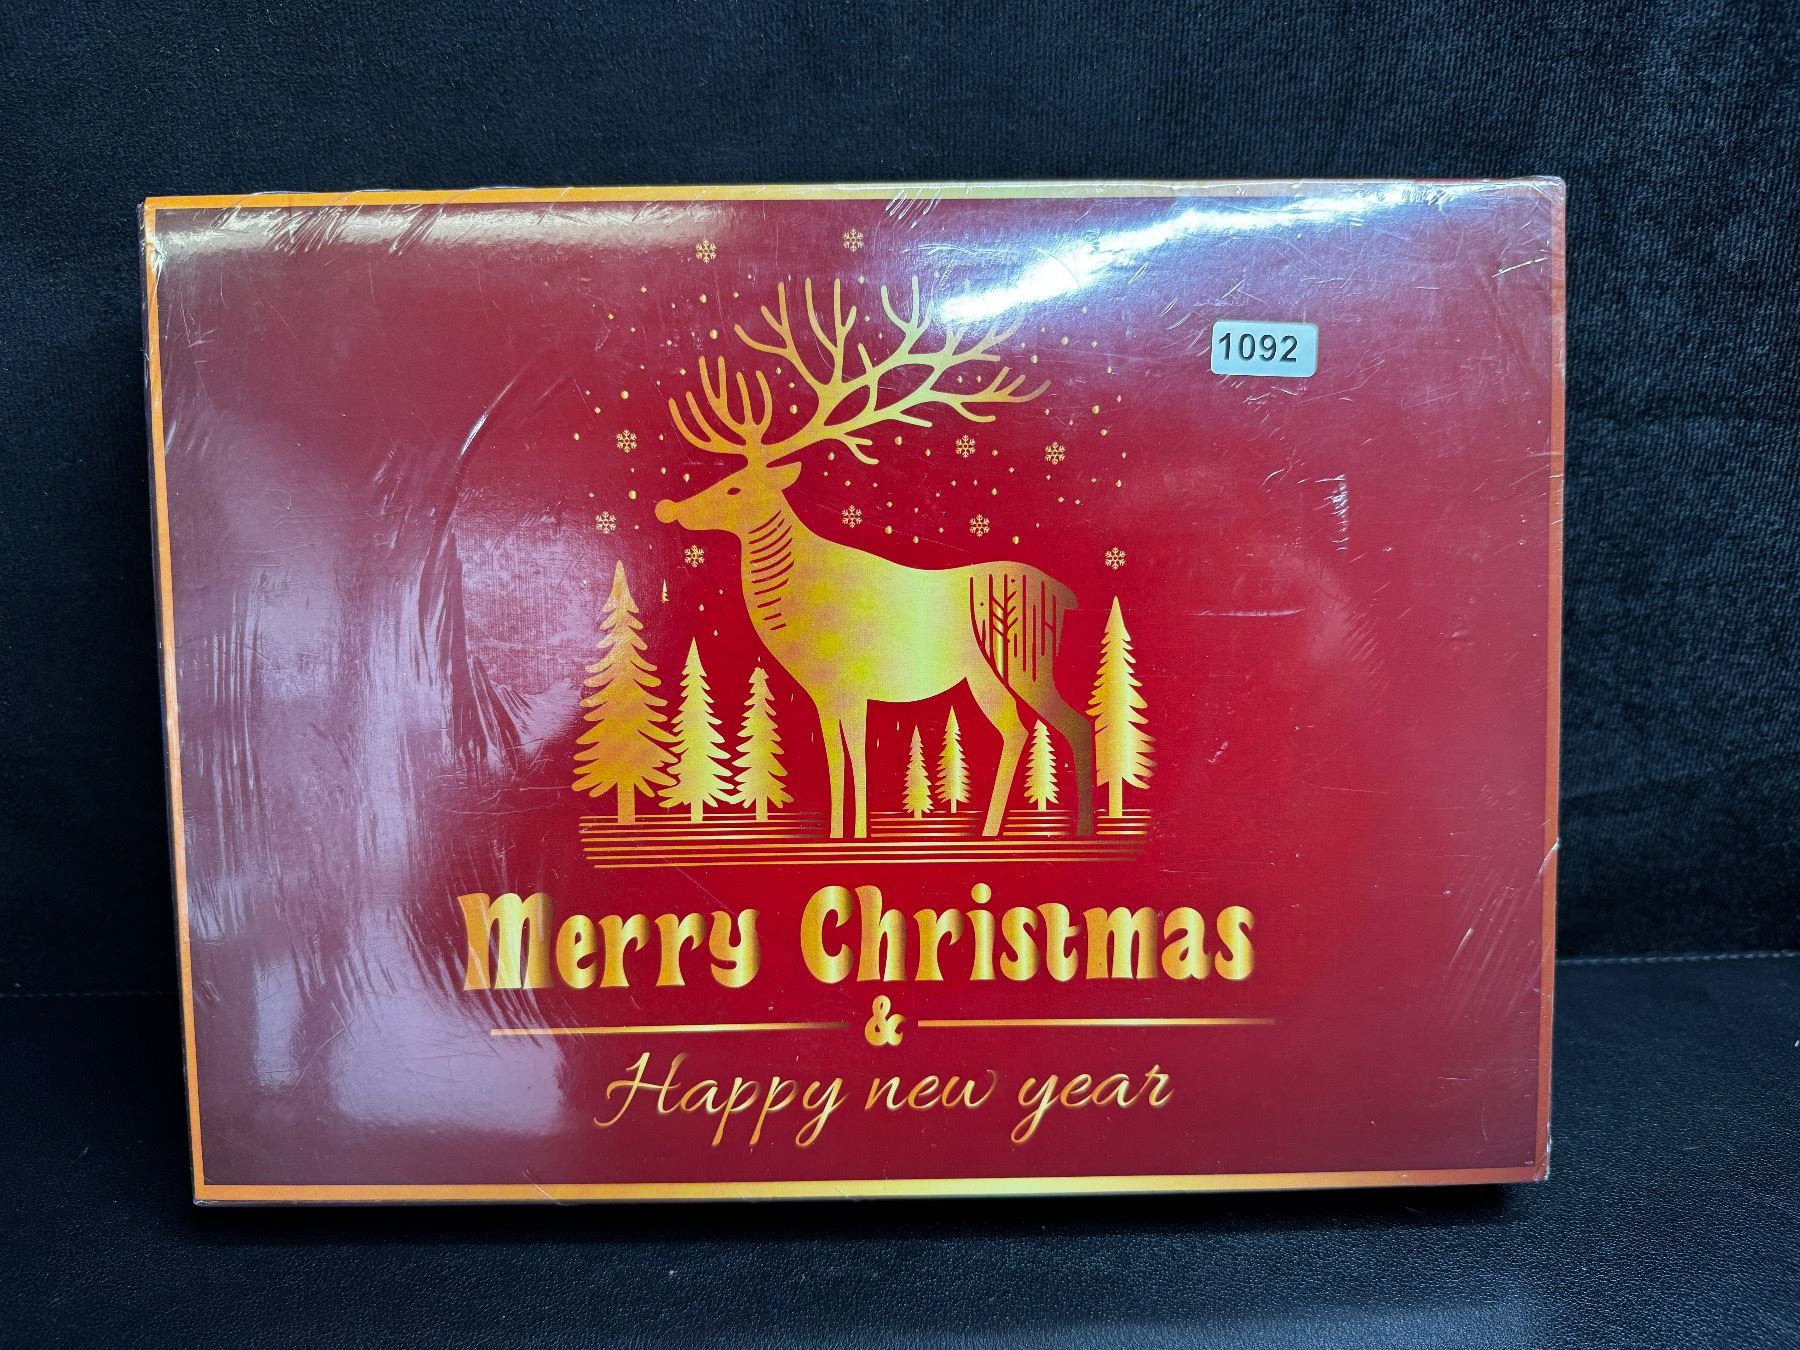 1092
Merry Christmas
&
Happy new year